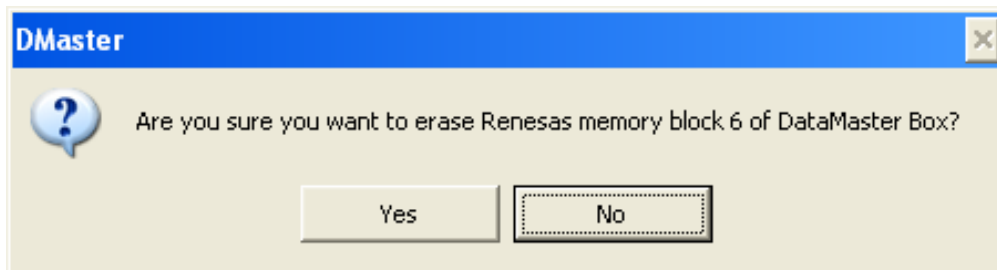 DMaster
Are you sure you want to erase Renesas memory block 6 of DataMaster Box?
Yes
No